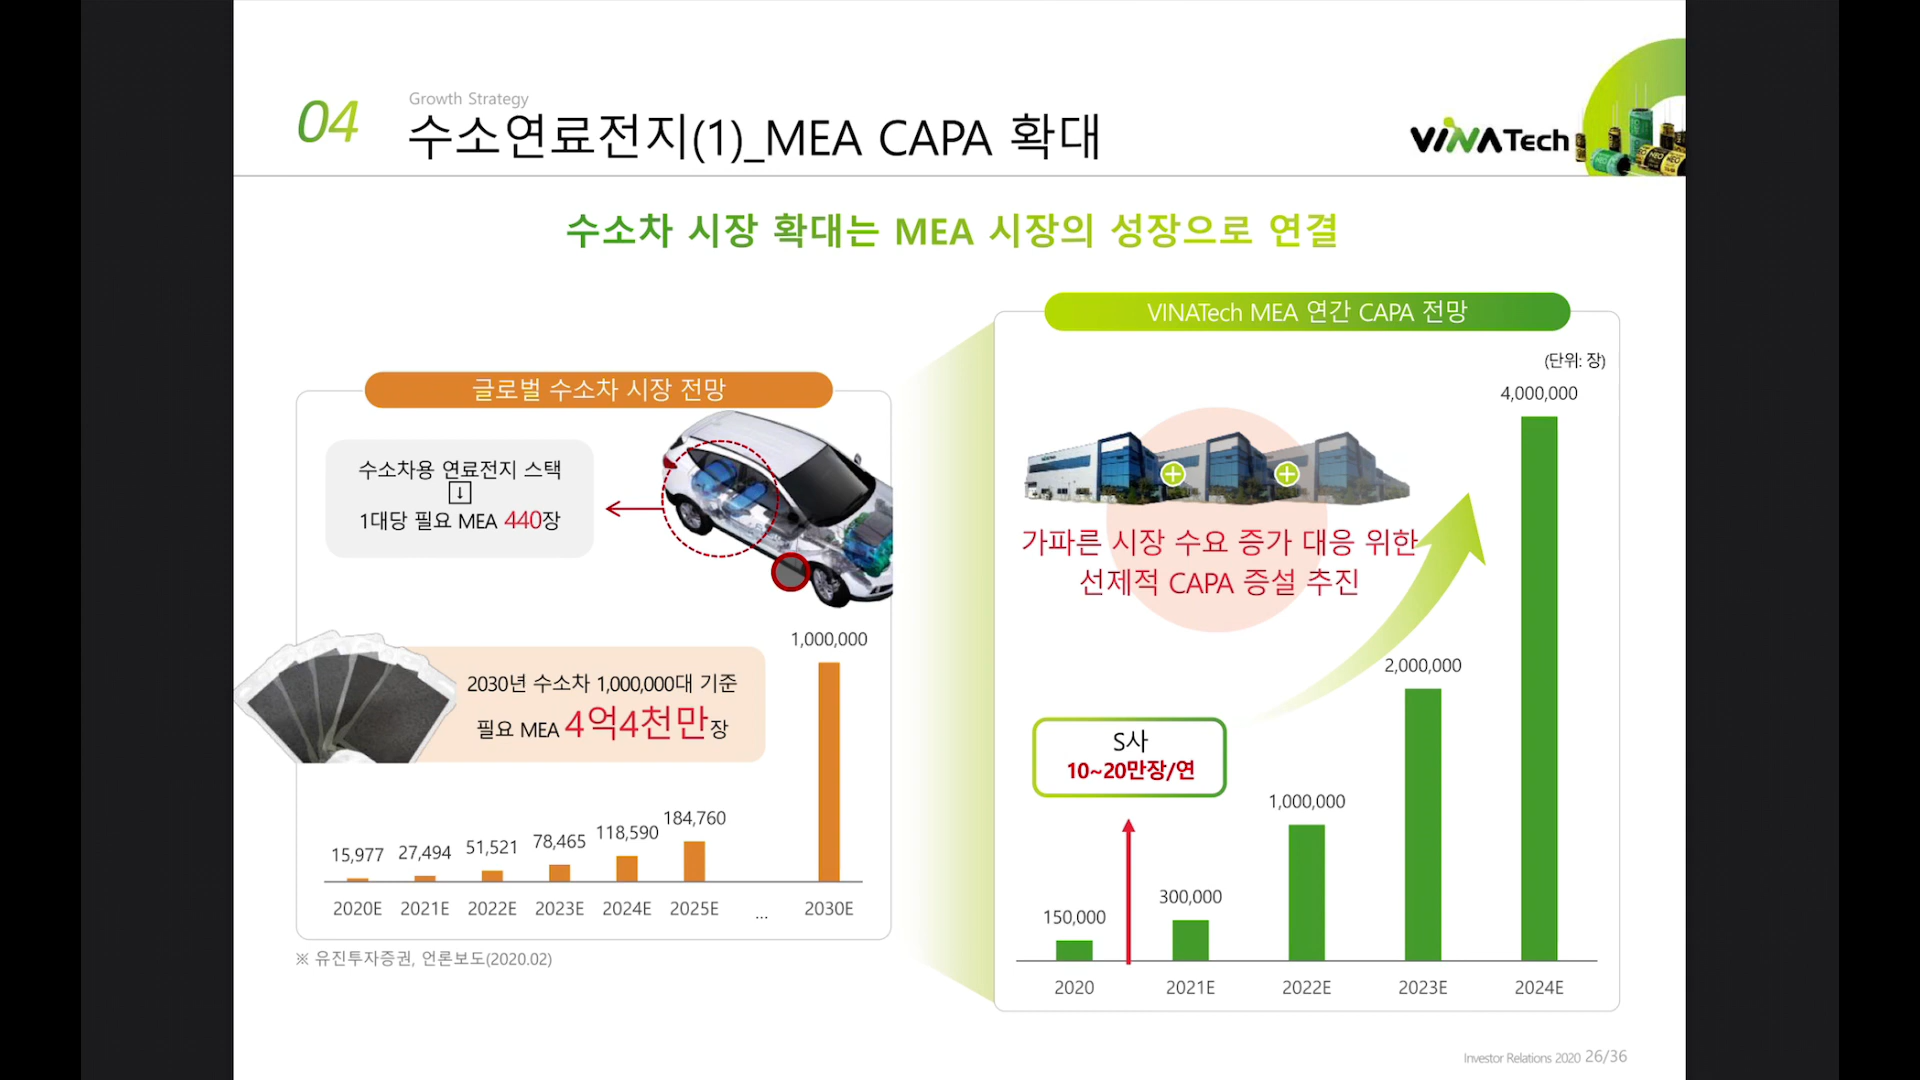 04
Growth Strategy
수소연료전지(1)_MEA CAPA 확대
VINATech
수소차 시장 확대는 MEA 시장의 성장으로 연결
글로벌 수소차 시장 전망
수소차용 연료전지 스택
↓
1대당 필요 MEA 440장
2030년 수소차 1,000,000대 기준
필요 MEA 4억4천만장
15,977 27,494 51,521 78,465 118,590 184,760 1,000,000
2020E 2021E 2022E 2023E 2024E 2025E ... 2030E
※ 유진투자증권, 언론보도(2020.02)
VINATech MEA 연간 CAPA 전망
(단위: 장)
가파른 시장 수요 증가 대응 위한
선제적 CAPA 증설 추진
S사
10~20만장/연
150,000 300,000 1,000,000 2,000,000 4,000,000
2020 2021E 2022E 2023E 2024E
Investor Relations 2020 26/36